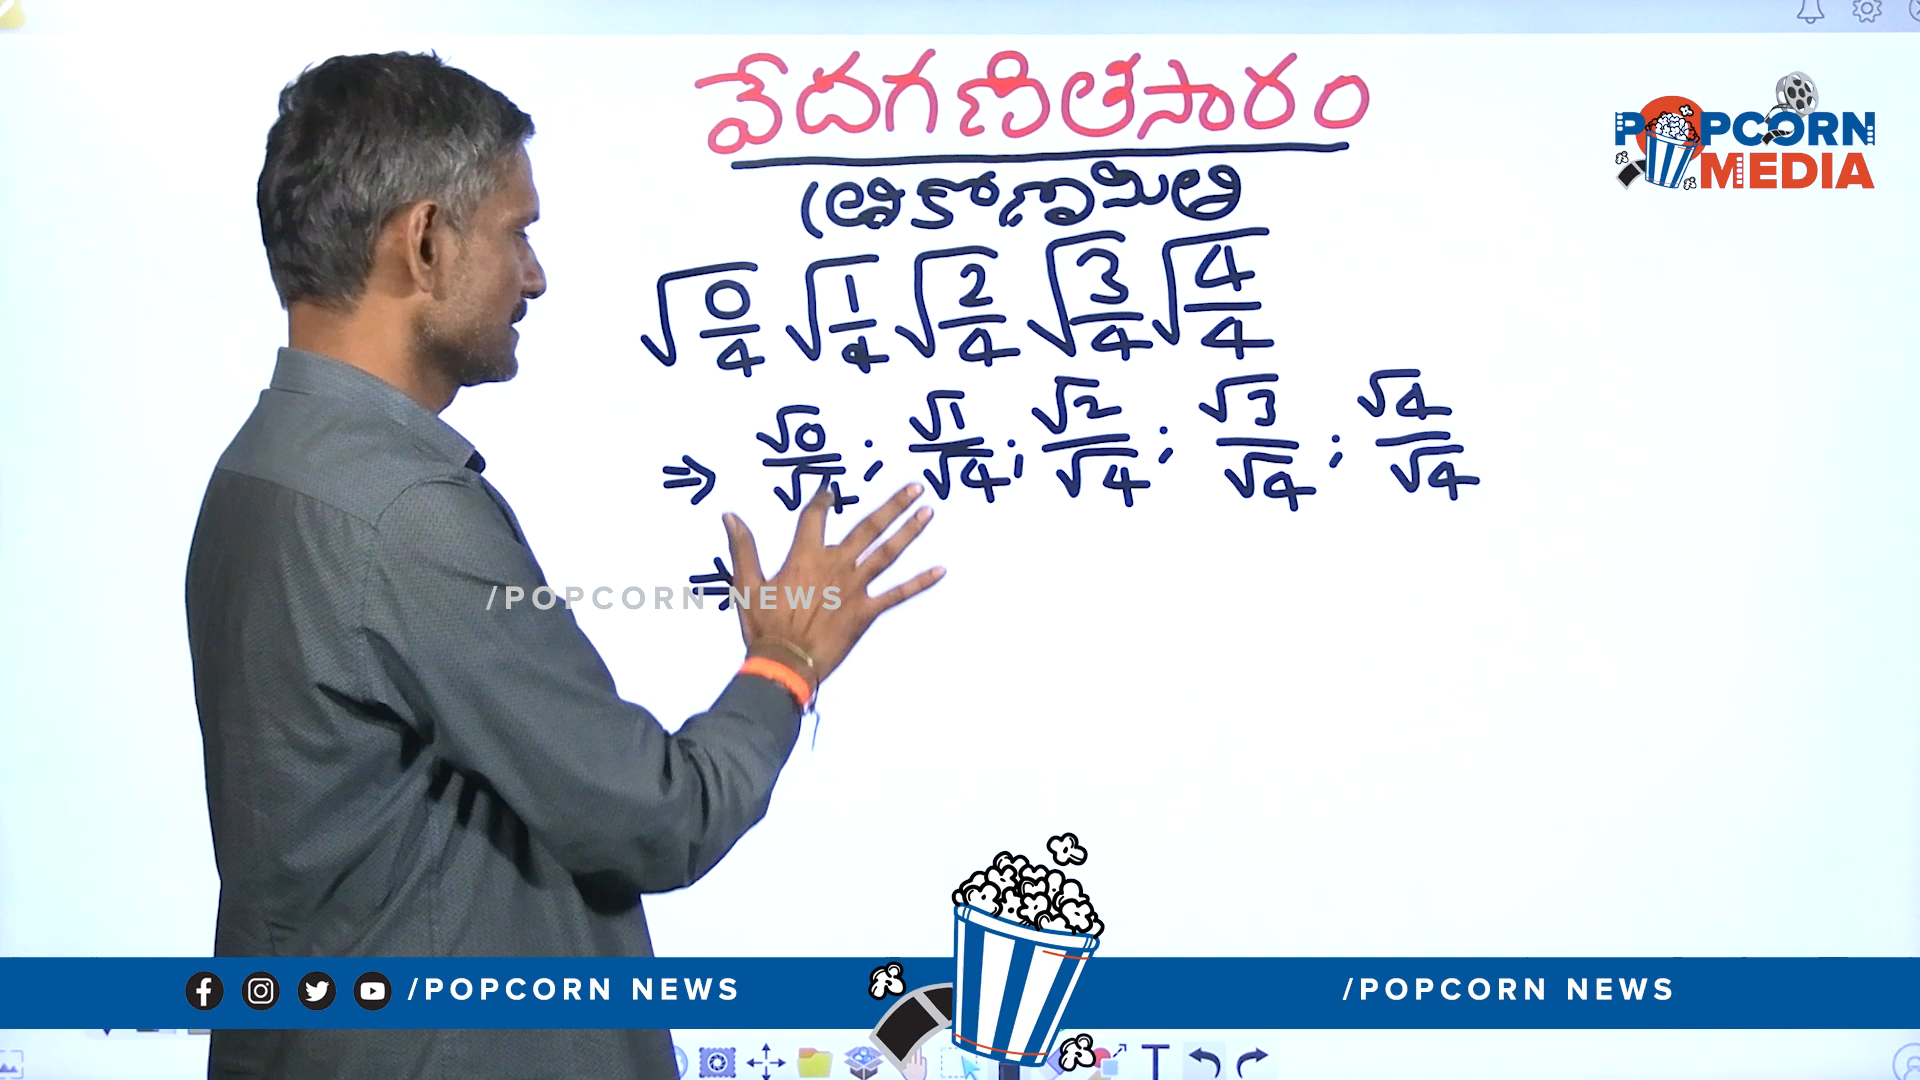 వేదగణితసారం
త్రికోణామితి
√0/4 √1/4 √2/4 √3/4 √4/4
⇒ √0/√4 ; √1/√4 ; √2/√4 ; √3/√4 ; √4/√4
⇒
POPCORN
MEDIA
/POPCORN NEWS
/POPCORN NEWS
/POPCORN NEWS